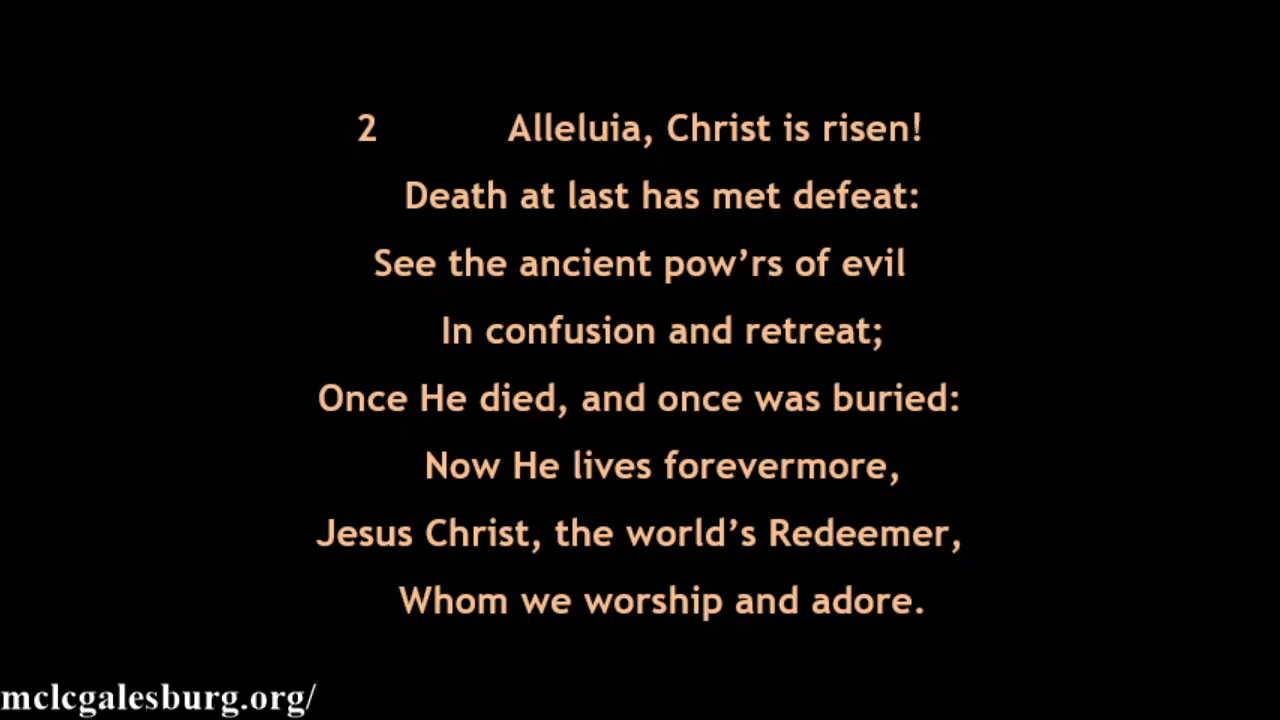 2 Alleluia, Christ is risen!
Death at last has met defeat:
See the ancient pow’rs of evil
In confusion and retreat;
Once He died, and once was buried:
Now He lives forevermore,
Jesus Christ, the world’s Redeemer,
Whom we worship and adore.
mclcgalesburg.org/